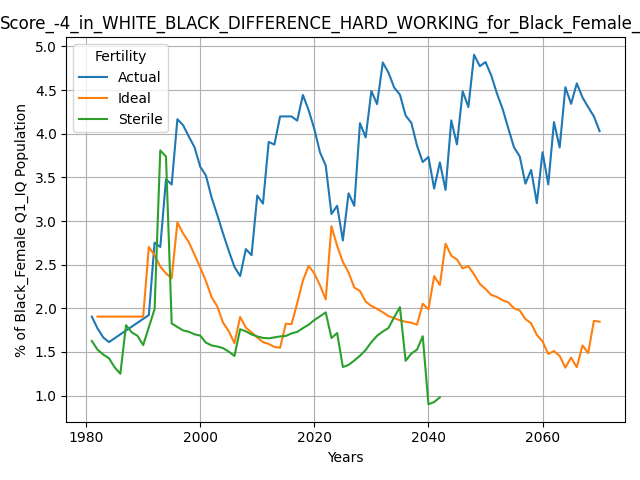 Score_-4_in_WHITE_BLACK_DIFFERENCE_HARD_WORKING_for_Black_Female_
Fertility
Actual
Ideal
Sterile
% of Black_Female Q1_IQ Population
5.0
4.5
4.0
3.5
3.0
2.5
2.0
1.5
1.0
1980 2000 2020 2040 2060
Years